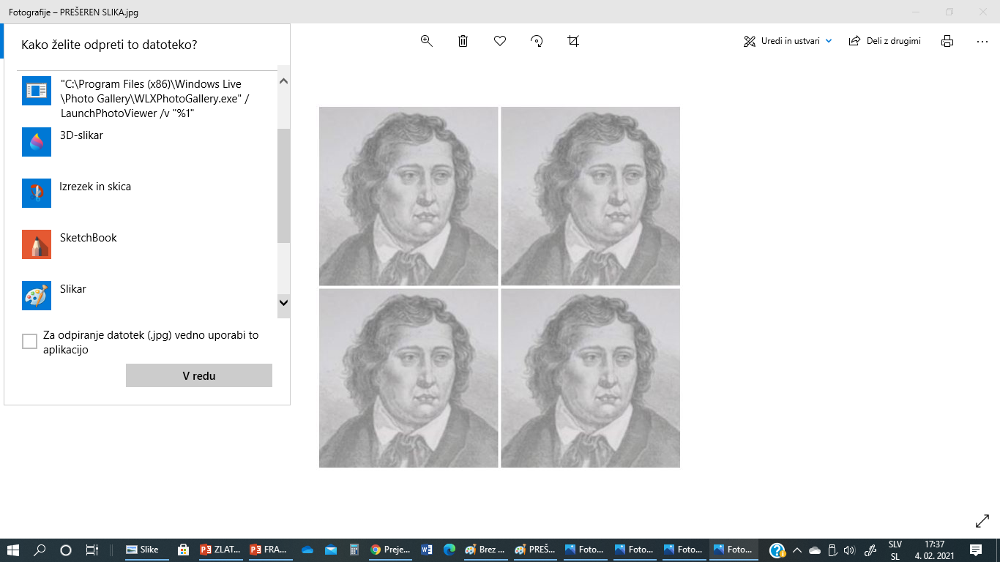 Fotografije – PREŠEREN SLIKA.jpg
Kako želite odpreti to datoteko?
"C:\Program Files (x86)\Windows Live
\Photo Gallery\WLXPhotoGallery.exe" /
LaunchPhotoViewer /v "%1"
3D-slikar
Izrezek in skica
SketchBook
Slikar
Za odpiranje datotek (.jpg) vedno uporabi to
aplikacijo
V redu
Uredi in ustvari
Deli z drugimi
Slike
ZLAT...
FRA...
Preje...
Brez ...
PREŠ...
Foto...
Foto...
Foto...
Foto...
SLV
SL
17:37
4. 02. 2021